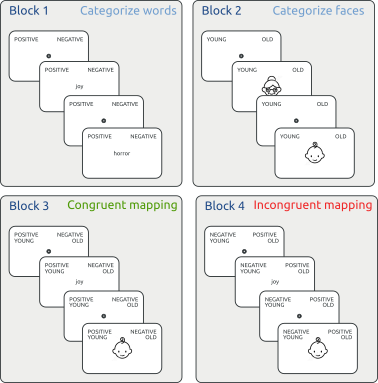 Block 1 Categorize words
POSITIVE NEGATIVE
POSITIVE NEGATIVE
joy
POSITIVE NEGATIVE
POSITIVE NEGATIVE
horror
Block 2 Categorize faces
YOUNG OLD
YOUNG OLD
YOUNG OLD
YOUNG OLD
Block 3 Congruent mapping
POSITIVE NEGATIVE
YOUNG OLD
POSITIVE NEGATIVE
YOUNG OLD
joy
POSITIVE NEGATIVE
YOUNG OLD
POSITIVE NEGATIVE
YOUNG OLD
Block 4 Incongruent mapping
NEGATIVE POSITIVE
YOUNG OLD
NEGATIVE POSITIVE
YOUNG OLD
joy
NEGATIVE POSITIVE
YOUNG OLD
NEGATIVE POSITIVE
YOUNG OLD